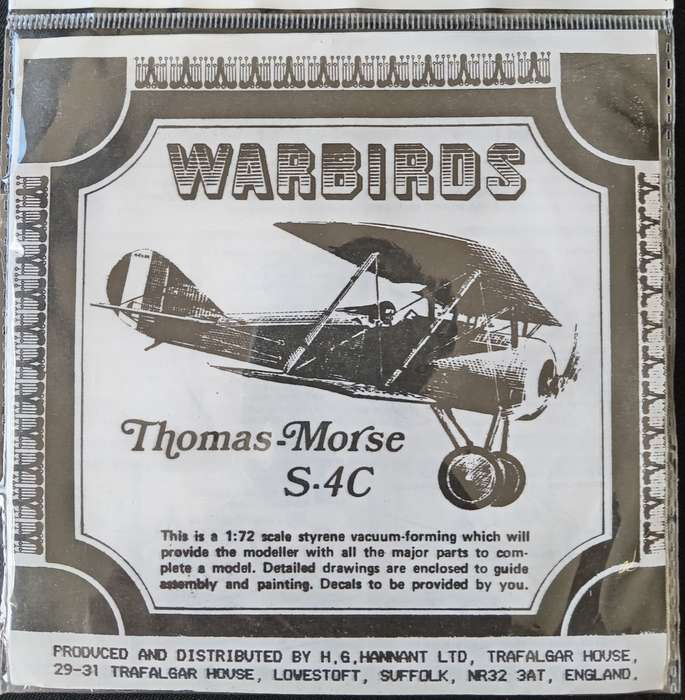 WARBIRDS
Thomas-Morse
S-4C
This is a 1:72 scale styrene vacuum-forming which will
provide the modeller with all the major parts to com-
plete a model. Detailed drawings are enclosed to guide
assembly and painting. Decals to be provided by you.
PRODUCED AND DISTRIBUTED BY H.G.HANNANT LTD, TRAFALGAR HOUSE,
29-31 TRAFALGAR HOUSE, LOWESTOFT, SUFFOLK, NR32 3AT, ENGLAND.